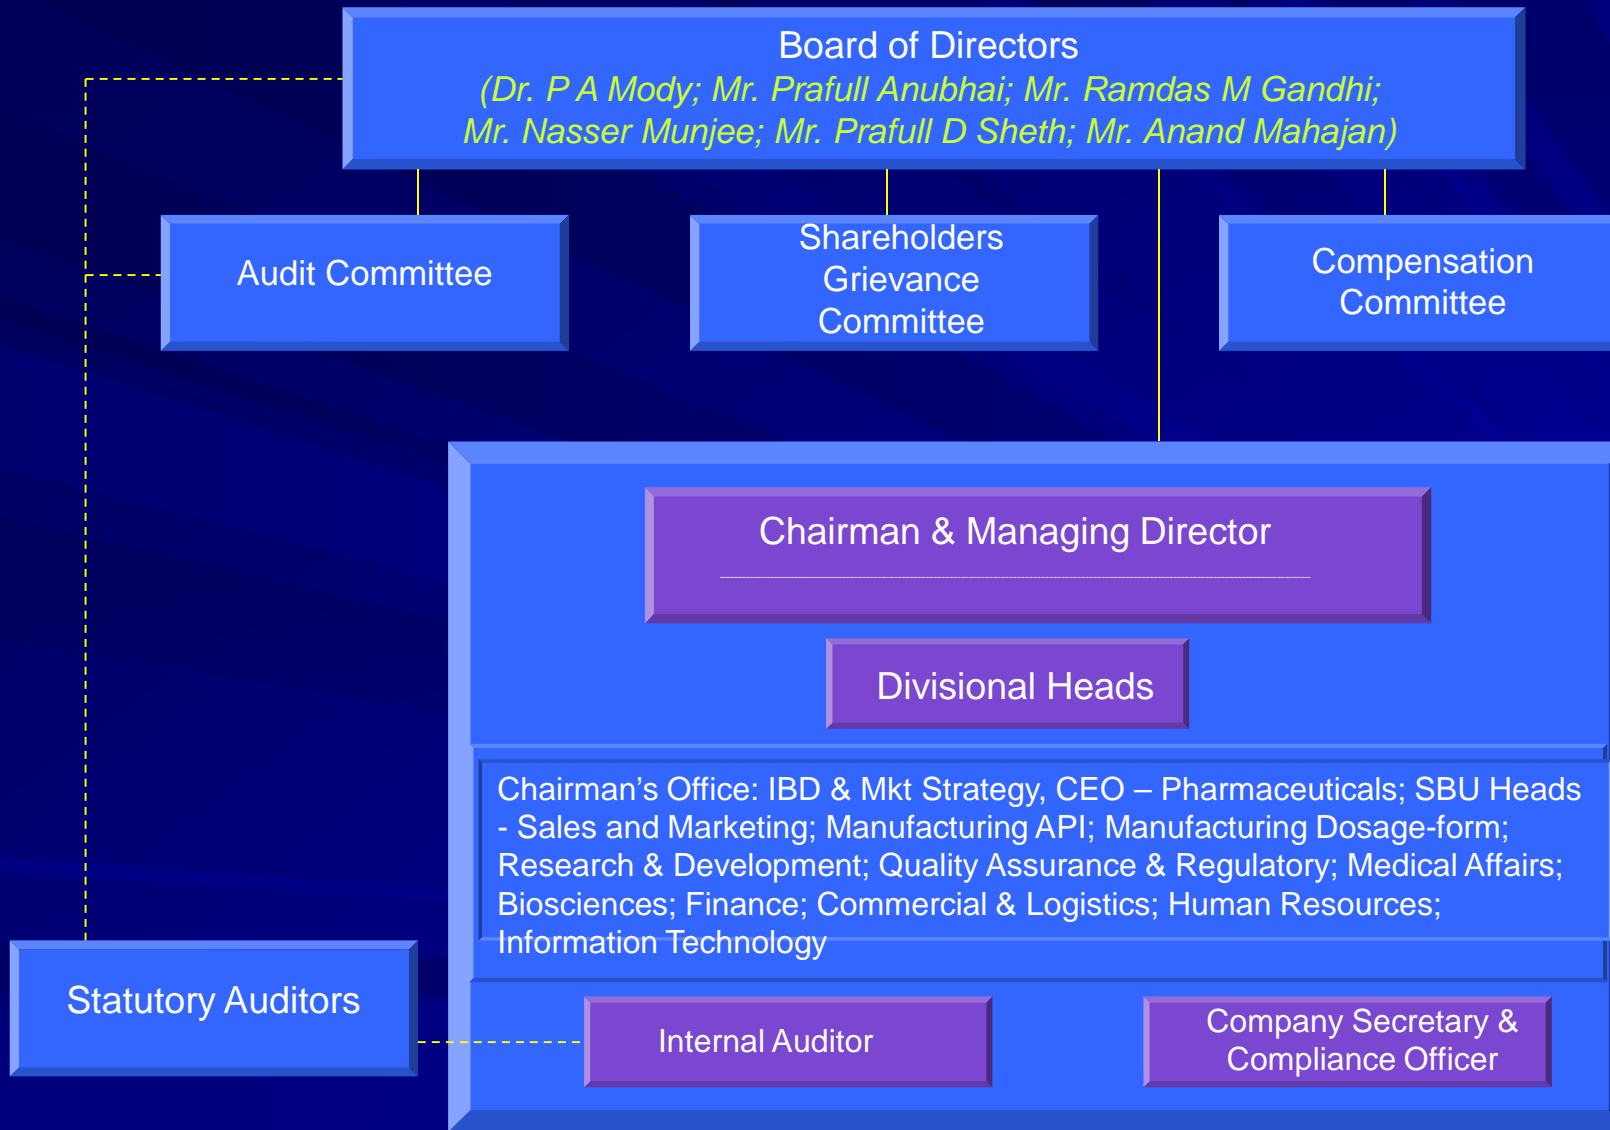 Board of Directors
(Dr. P A Mody; Mr. Prafull Anubhai; Mr. Ramdas M Gandhi;
Mr. Nasser Munjee; Mr. Prafull D Sheth; Mr. Anand Mahajan)
Audit Committee
Shareholders
Grievance
Committee
Compensation
Committee
Chairman & Managing Director
Divisional Heads
Chairman’s Office: IBD & Mkt Strategy, CEO – Pharmaceuticals; SBU Heads
- Sales and Marketing; Manufacturing API; Manufacturing Dosage-form;
Research & Development; Quality Assurance & Regulatory; Medical Affairs;
Biosciences; Finance; Commercial & Logistics; Human Resources;
Information Technology
Statutory Auditors
Internal Auditor
Company Secretary &
Compliance Officer